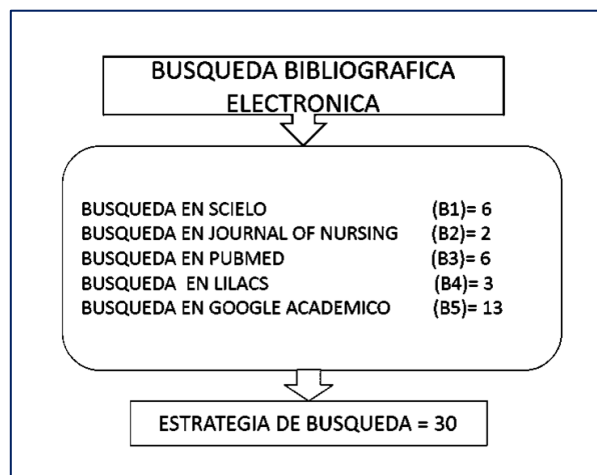 BUSQUEDA BIBLIOGRAFICA
ELECTRONICA
BUSQUEDA EN SCIELO (B1)= 6
BUSQUEDA EN JOURNAL OF NURSING (B2)= 2
BUSQUEDA EN PUBMED (B3)= 6
BUSQUEDA EN LILACS (B4)= 3
BUSQUEDA EN GOOGLE ACADEMICO (B5)= 13
ESTRATEGIA DE BUSQUEDA = 30